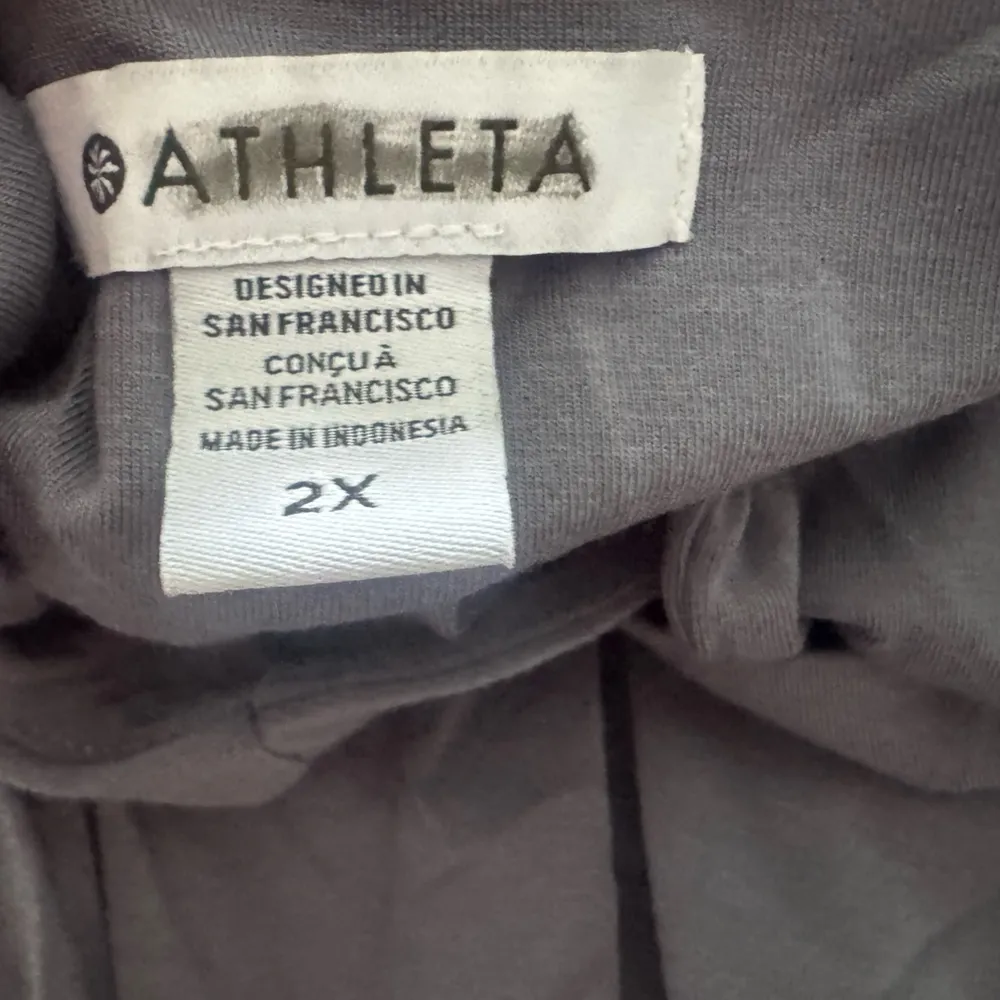 ATHLETA
DESIGNED IN
SAN FRANCISCO
CONÇU À
SAN FRANCISCO
MADE IN INDONESIA
2X